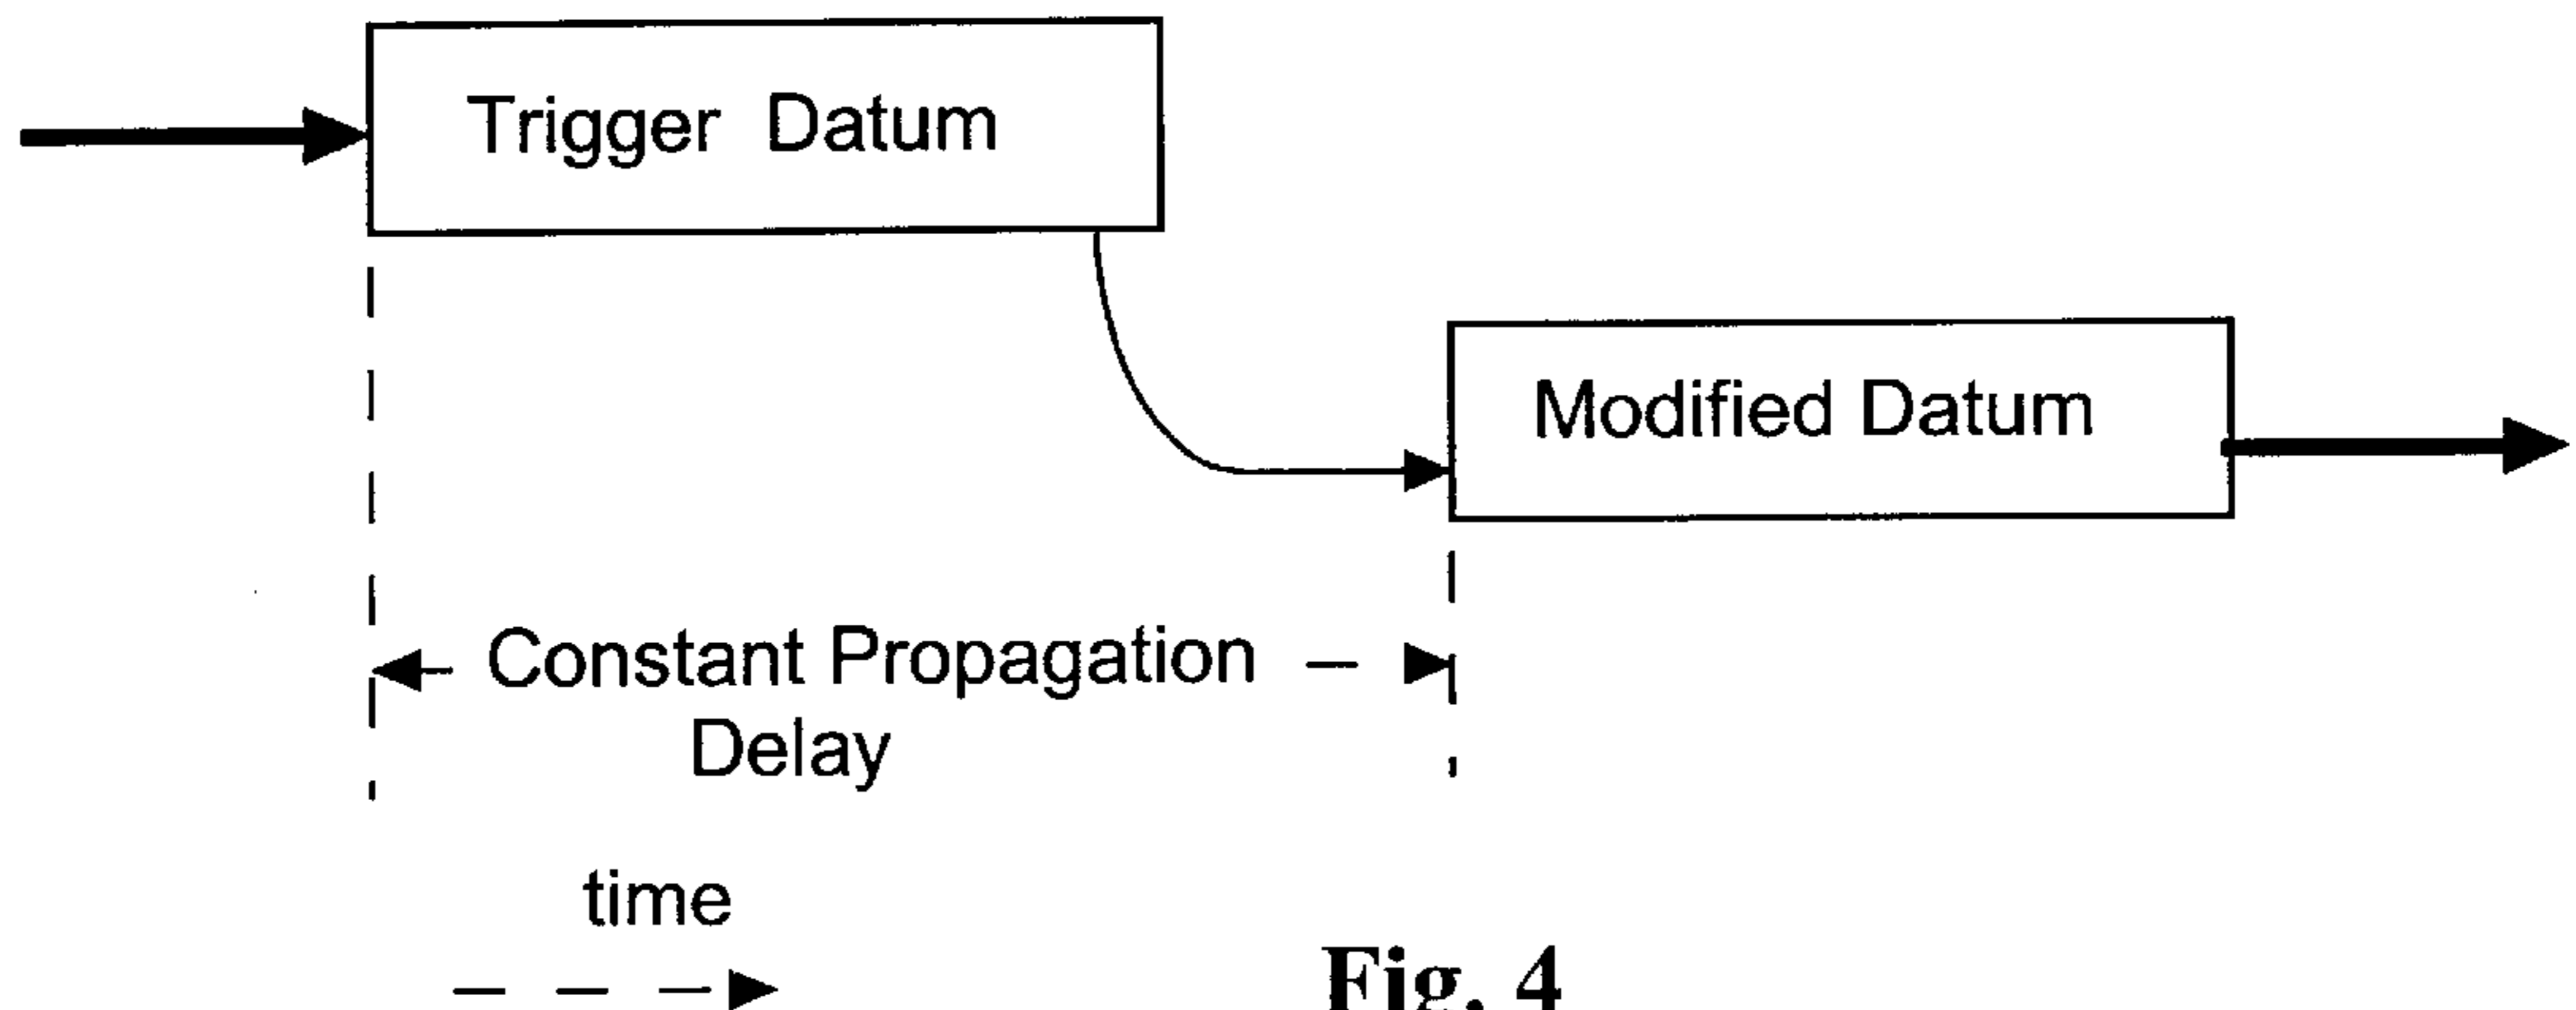 Trigger Datum
Modified Datum
Constant Propagation
Delay
time
Fig. 4